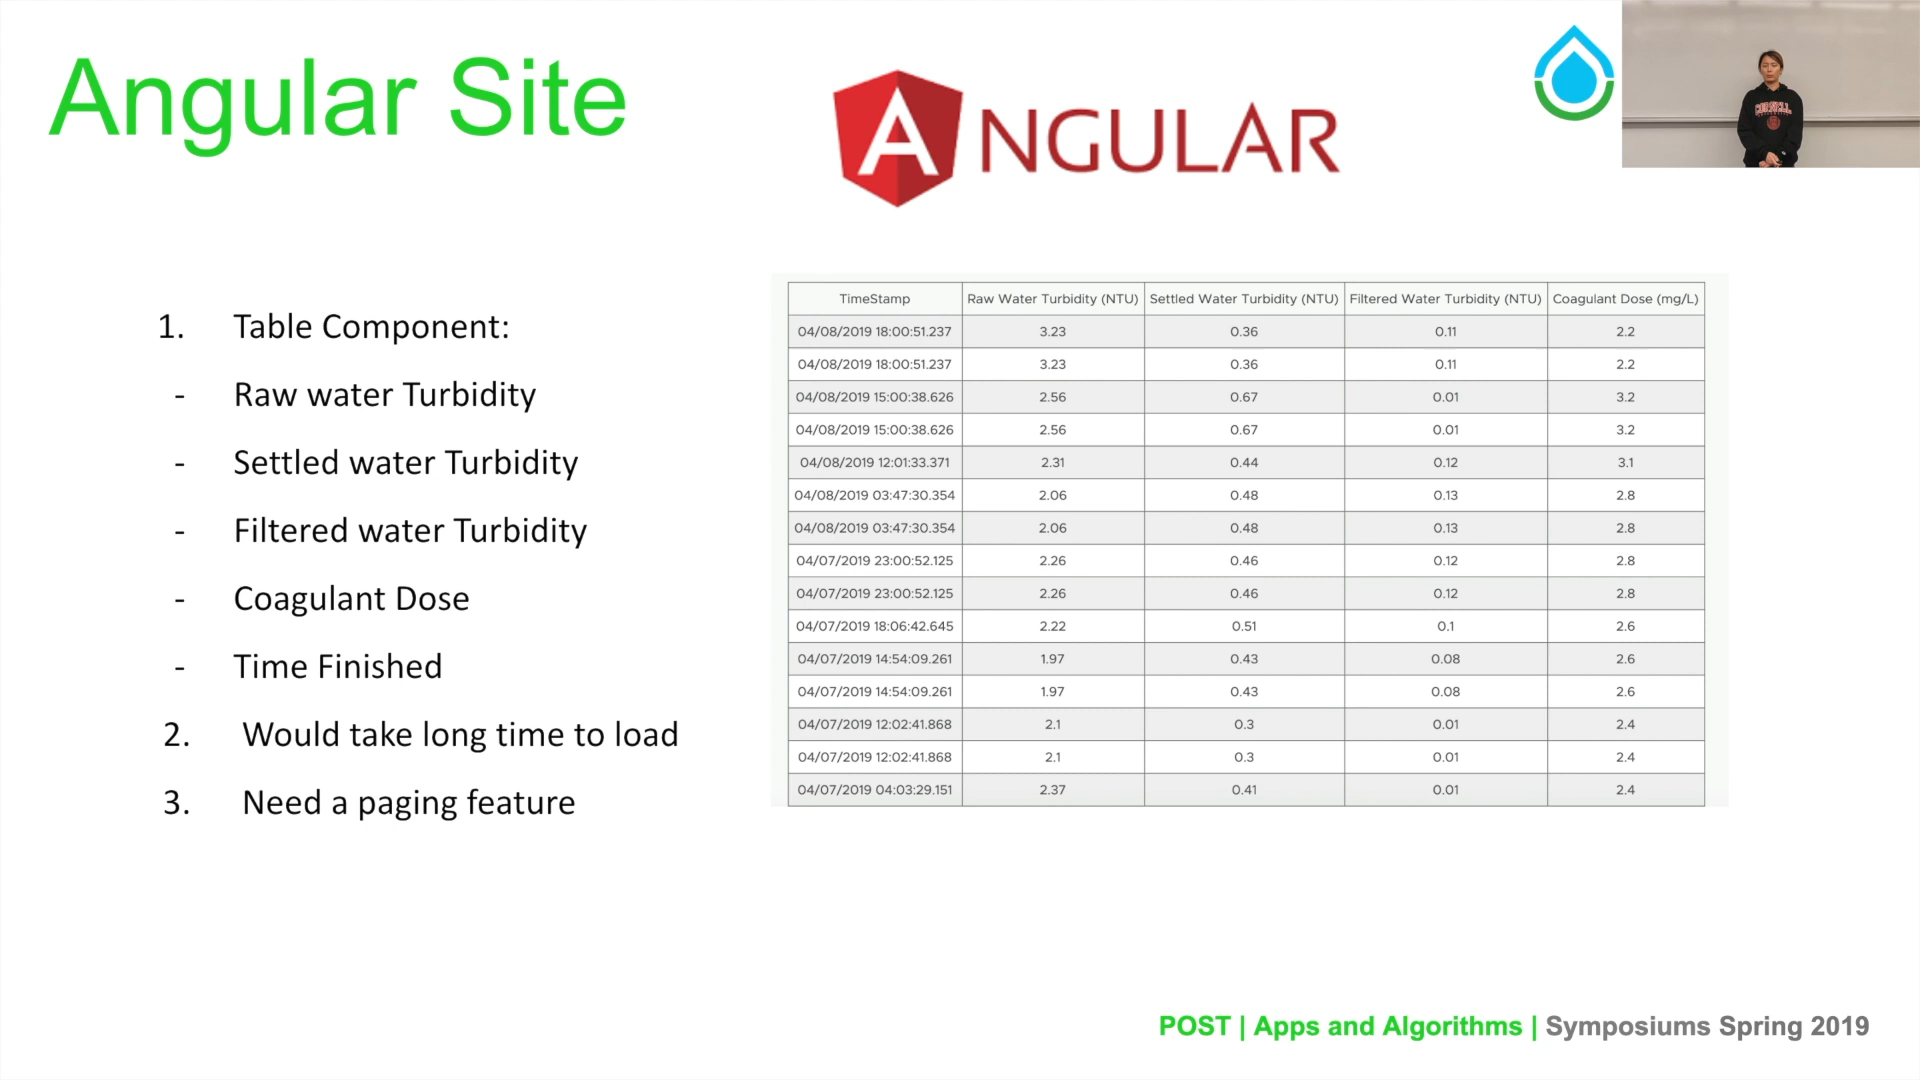 Angular Site
ANGULAR
CORNELL
1. Table Component:
- Raw water Turbidity
- Settled water Turbidity
- Filtered water Turbidity
- Coagulant Dose
- Time Finished
2. Would take long time to load
3. Need a paging feature
TimeStamp Raw Water Turbidity (NTU) Settled Water Turbidity (NTU) Filtered Water Turbidity (NTU) Coagulant Dose (mg/L)
04/08/2019 18:00:51.237 3.23 0.36 0.11 2.2
04/08/2019 18:00:51.237 3.23 0.36 0.11 2.2
04/08/2019 15:00:38.626 2.56 0.67 0.01 3.2
04/08/2019 15:00:38.626 2.56 0.67 0.01 3.2
04/08/2019 12:01:33.371 2.31 0.44 0.12 3.1
04/08/2019 03:47:30.354 2.06 0.48 0.13 2.8
04/08/2019 03:47:30.354 2.06 0.48 0.13 2.8
04/07/2019 23:00:52.125 2.26 0.46 0.12 2.8
04/07/2019 23:00:52.125 2.26 0.46 0.12 2.8
04/07/2019 18:06:42.645 2.22 0.51 0.1 2.6
04/07/2019 14:54:09.261 1.97 0.43 0.08 2.6
04/07/2019 14:54:09.261 1.97 0.43 0.08 2.6
04/07/2019 12:02:41.868 2.1 0.3 0.01 2.4
04/07/2019 12:02:41.868 2.1 0.3 0.01 2.4
04/07/2019 04:03:29.151 2.37 0.41 0.01 2.4
POST | Apps and Algorithms | Symposiums Spring 2019